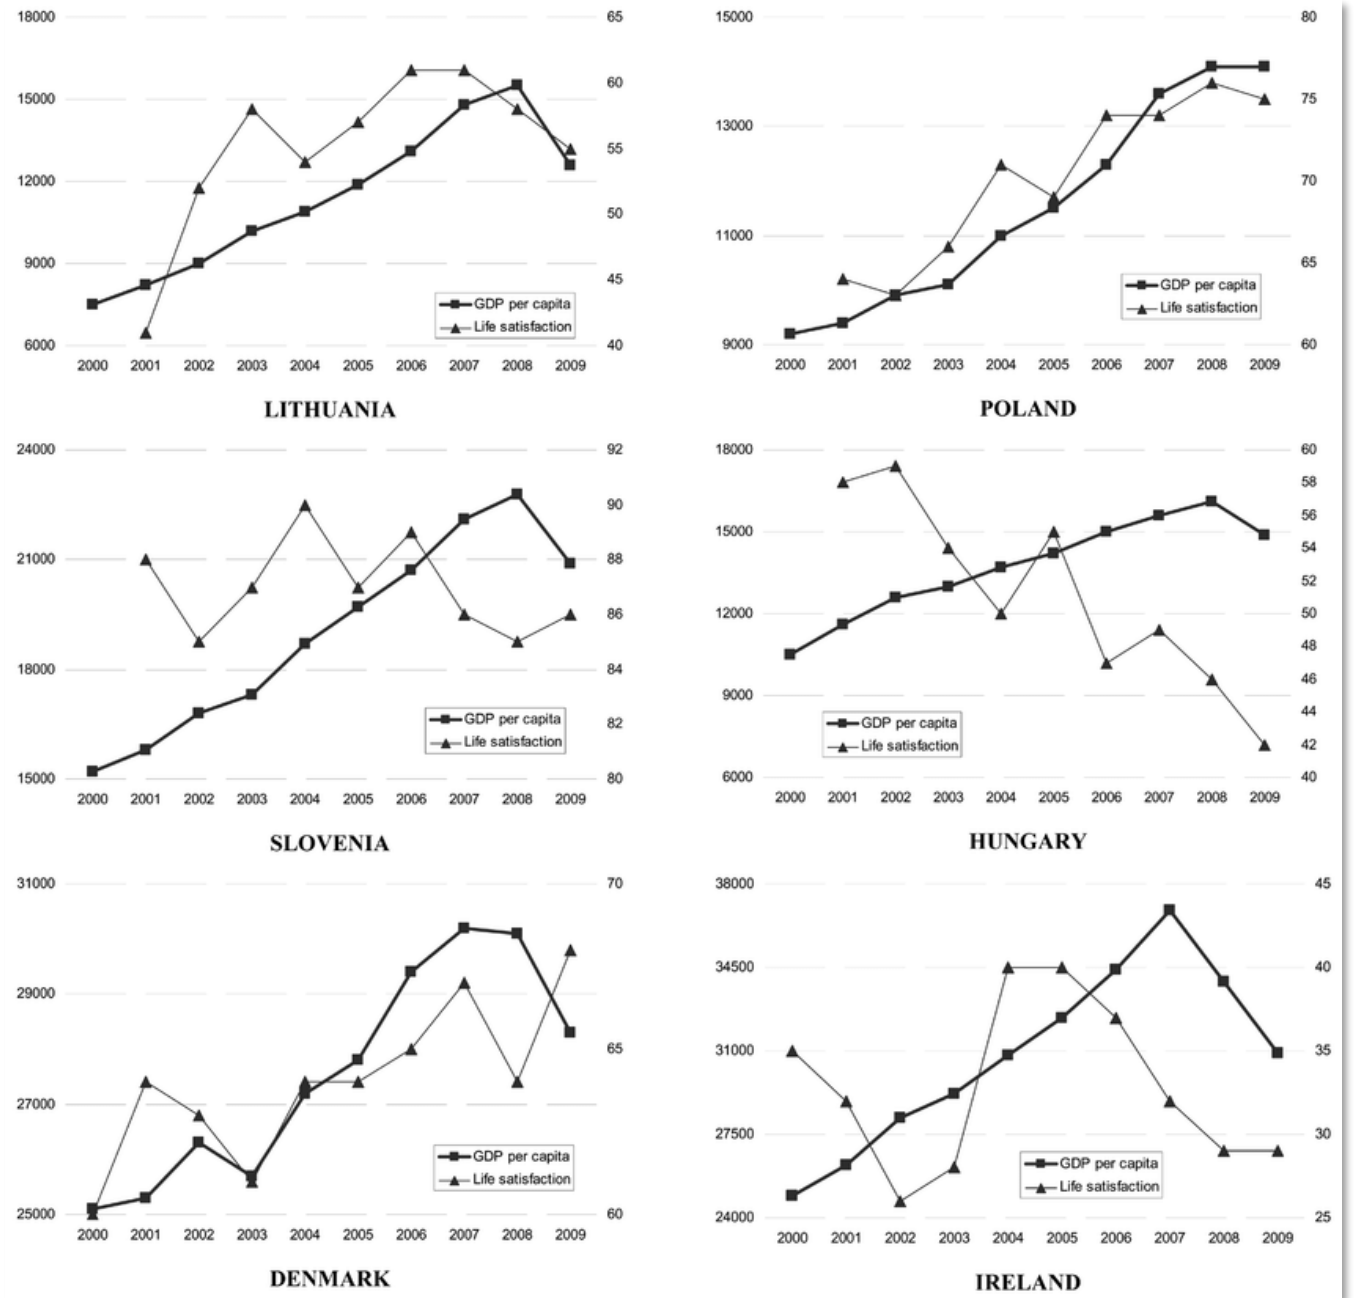 18000 65
60
15000
55
12000
50
9000
45
GDP per capita
Life satisfaction
6000 40
2000 2001 2002 2003 2004 2005 2006 2007 2008 2009
LITHUANIA
15000 80
75
13000
70
11000
65
GDP per capita
Life satisfaction
9000 60
2000 2001 2002 2003 2004 2005 2006 2007 2008 2009
POLAND
24000 92
90
21000 88
86
18000 84
82
GDP per capita
Life satisfaction
15000 80
2000 2001 2002 2003 2004 2005 2006 2007 2008 2009
SLOVENIA
18000 60
58
56
15000
54
52
12000 50
48
9000
46
44
GDP per capita
Life satisfaction
42
6000 40
2000 2001 2002 2003 2004 2005 2006 2007 2008 2009
HUNGARY
31000 70
29000
65
27000
GDP per capita
Life satisfaction
25000 60
2000 2001 2002 2003 2004 2005 2006 2007 2008 2009
DENMARK
38000 45
34500 40
31000 35
27500 30
GDP per capita
Life satisfaction
24000 25
2000 2001 2002 2003 2004 2005 2006 2007 2008 2009
IRELAND